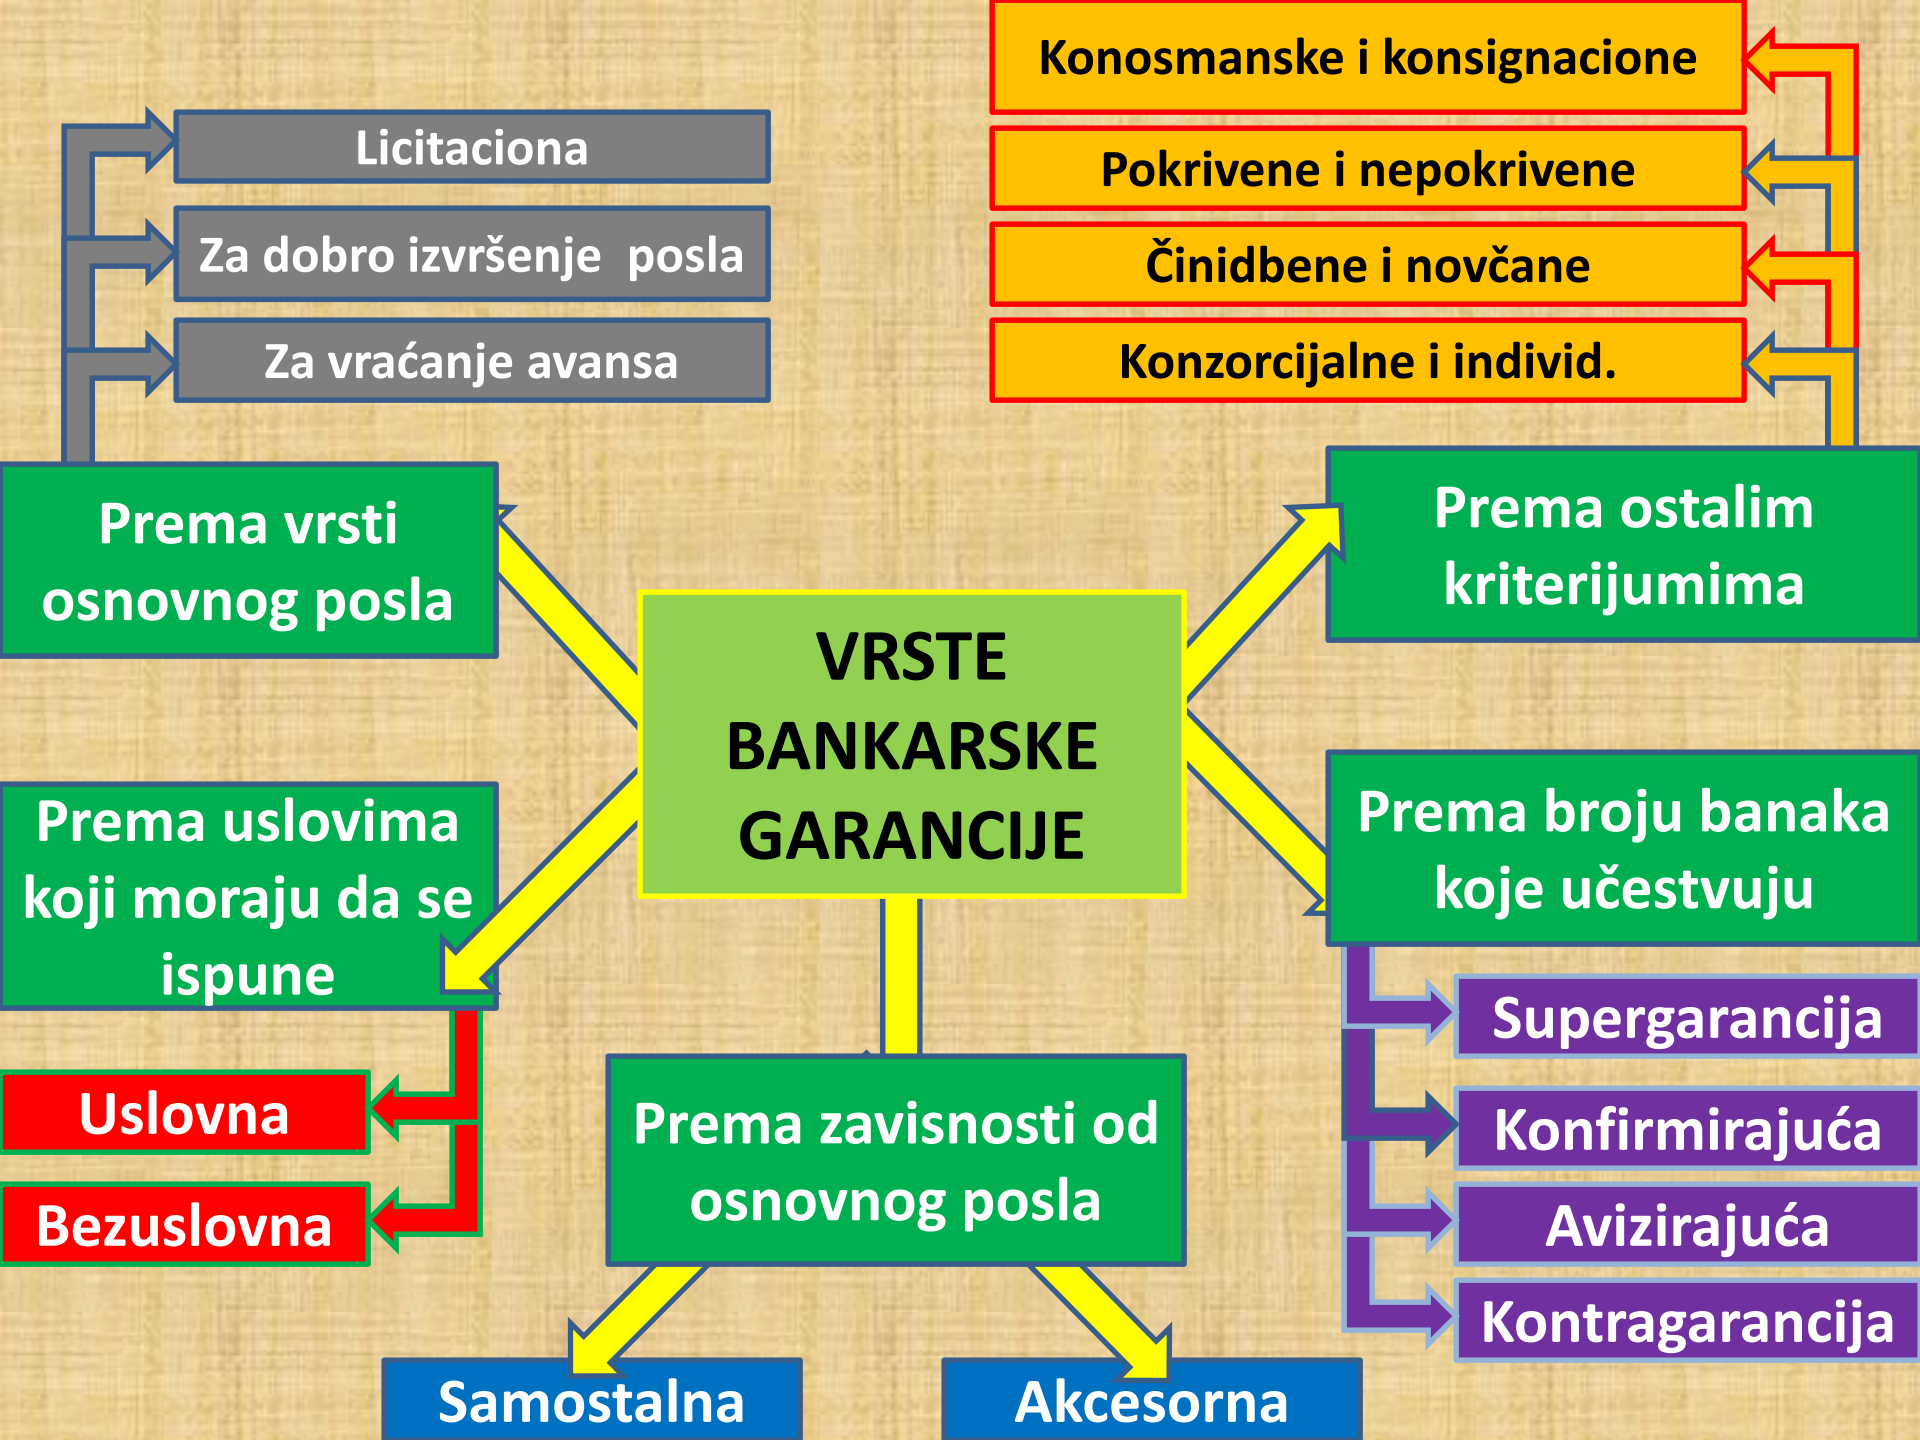 Konosmanske i konsignacione
Licitaciona
Pokrivene i nepokrivene
Za dobro izvršenje  posla
Činidbene i novčane
Za vraćanje avansa
Konzorcijalne i individ.
Prema vrsti
osnovnog posla
Prema ostalim
kriterijumima
VRSTE
BANKARSKE
GARANCIJE
Prema uslovima
koji moraju da se
ispune
Prema broju banaka
koje učestvuju
Uslovna
Bezuslovna
Prema zavisnosti od
osnovnog posla
Supergarancija
Konfirmirajuća
Avizirajuća
Kontragarancija
Samostalna
Akcesorna